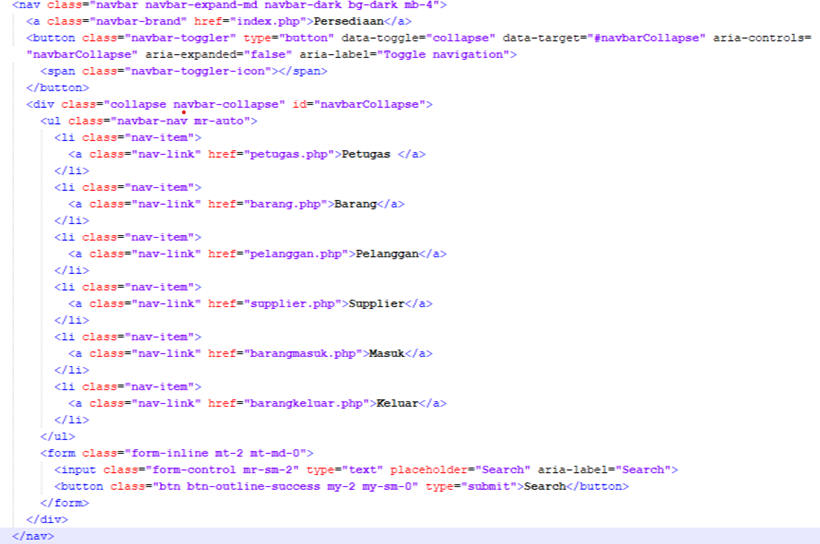 <nav class="navbar navbar-expand-md navbar-dark bg-dark mb-4">
<a class="navbar-brand" href="index.php">Persediaan</a>
<button class="navbar-toggler" type="button" data-toggle="collapse" data-target="#navbarCollapse" aria-controls=
"navbarCollapse" aria-expanded="false" aria-label="Toggle navigation">
<span class="navbar-toggler-icon"></span>
</button>
<div class="collapse navbar-collapse" id="navbarCollapse">
<ul class="navbar-nav mr-auto">
<li class="nav-item">
<a class="nav-link" href="petugas.php">Petugas </a>
</li>
<li class="nav-item">
<a class="nav-link" href="barang.php">Barang</a>
</li>
<li class="nav-item">
<a class="nav-link" href="pelanggan.php">Pelanggan</a>
</li>
<li class="nav-item">
<a class="nav-link" href="supplier.php">Supplier</a>
</li>
<li class="nav-item">
<a class="nav-link" href="barangmasuk.php">Masuk</a>
</li>
<li class="nav-item">
<a class="nav-link" href="barangkeluar.php">Keluar</a>
</li>
</ul>
<form class="form-inline mt-2 mt-md-0">
<input class="form-control mr-sm-2" type="text" placeholder="Search" aria-label="Search">
<button class="btn btn-outline-success my-2 my-sm-0" type="submit">Search</button>
</form>
</div>
</nav>